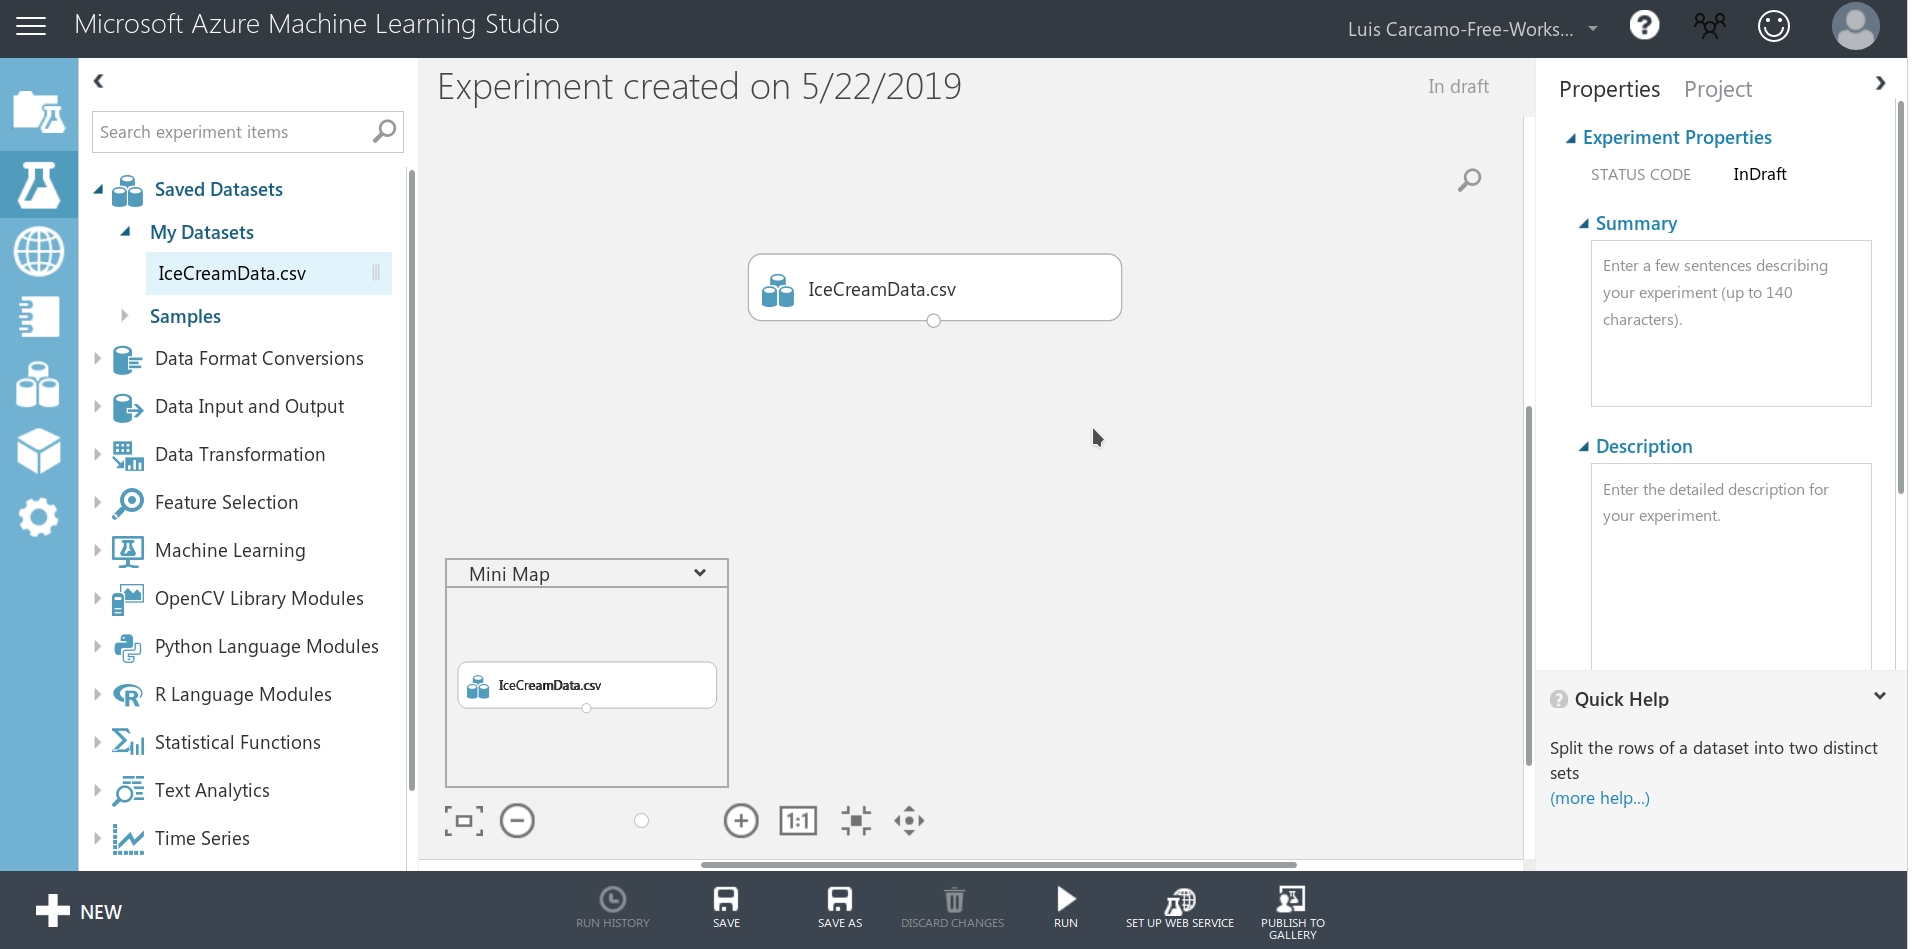 Microsoft Azure Machine Learning Studio
Luis Carcamo-Free-Works...
?
Search experiment items
Saved Datasets
My Datasets
IceCreamData.csv
Samples
Data Format Conversions
Data Input and Output
Data Transformation
Feature Selection
Machine Learning
OpenCV Library Modules
Python Language Modules
R Language Modules
Statistical Functions
Text Analytics
Time Series
Experiment created on 5/22/2019
In draft
IceCreamData.csv
Mini Map
IceCreamData.csv
1:1
Properties
Project
Experiment Properties
STATUS CODE
InDraft
Summary
Enter a few sentences describing
your experiment (up to 140
characters).
Description
Enter the detailed description for
your experiment.
? Quick Help
Split the rows of a dataset into two distinct
sets
(more help...)
NEW
RUN HISTORY
SAVE
SAVE AS
DISCARD CHANGES
RUN
SET UP WEB SERVICE
PUBLISH TO
GALLERY